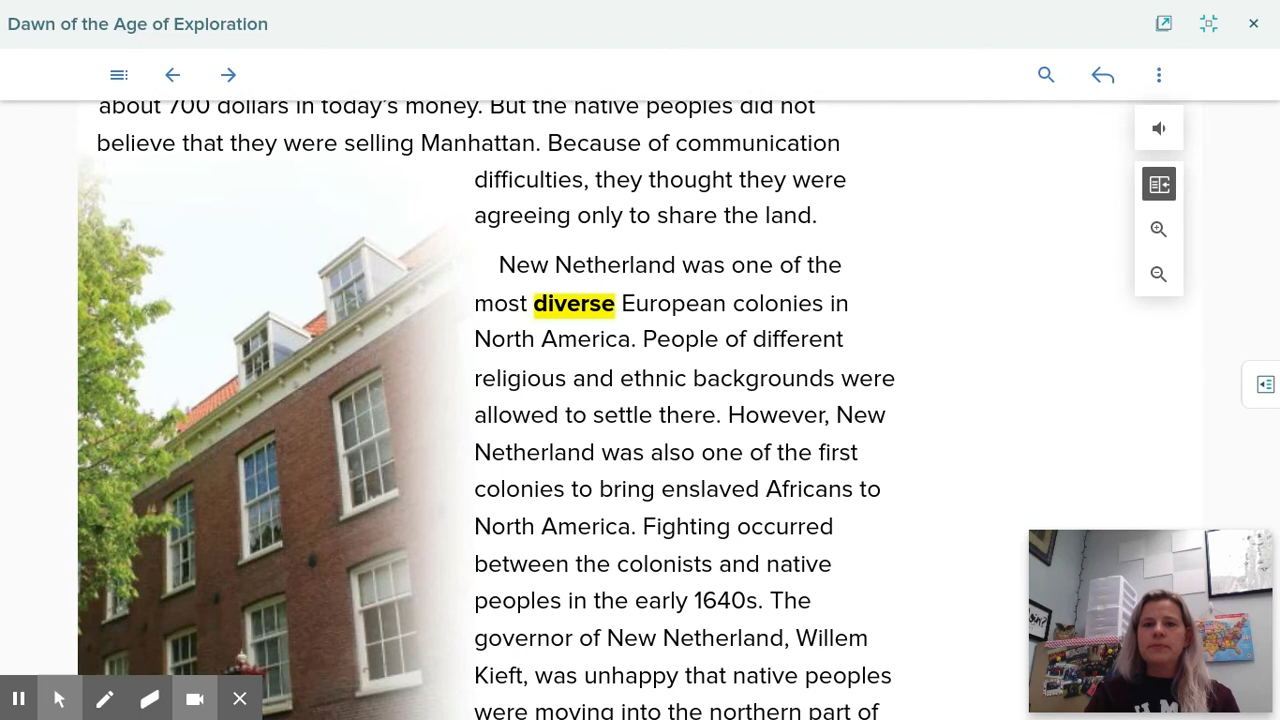 Dawn of the Age of Exploration
about 700 dollars in today's money. But the native peoples did not
believe that they were selling Manhattan. Because of communication
difficulties, they thought they were
agreeing only to share the land.
New Netherland was one of the
most diverse European colonies in
North America. People of different
religious and ethnic backgrounds were
allowed to settle there. However, New
Netherland was also one of the first
colonies to bring enslaved Africans to
North America. Fighting occurred
between the colonists and native
peoples in the early 1640s. The
governor of New Netherland, Willem
Kieft, was unhappy that native peoples
were moving into the northern part of